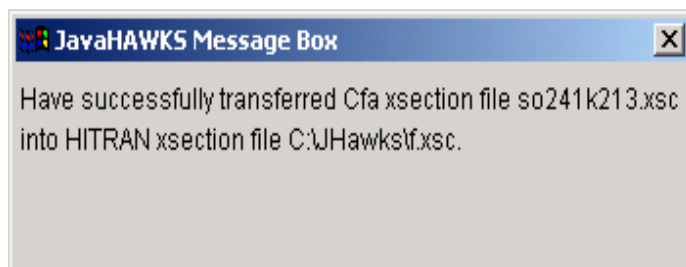 JavaHAWKS Message Box
Have successfully transferred Cfa xsection file so241k213.xsc
into HITRAN xsection file C:\JHawks\f.xsc.